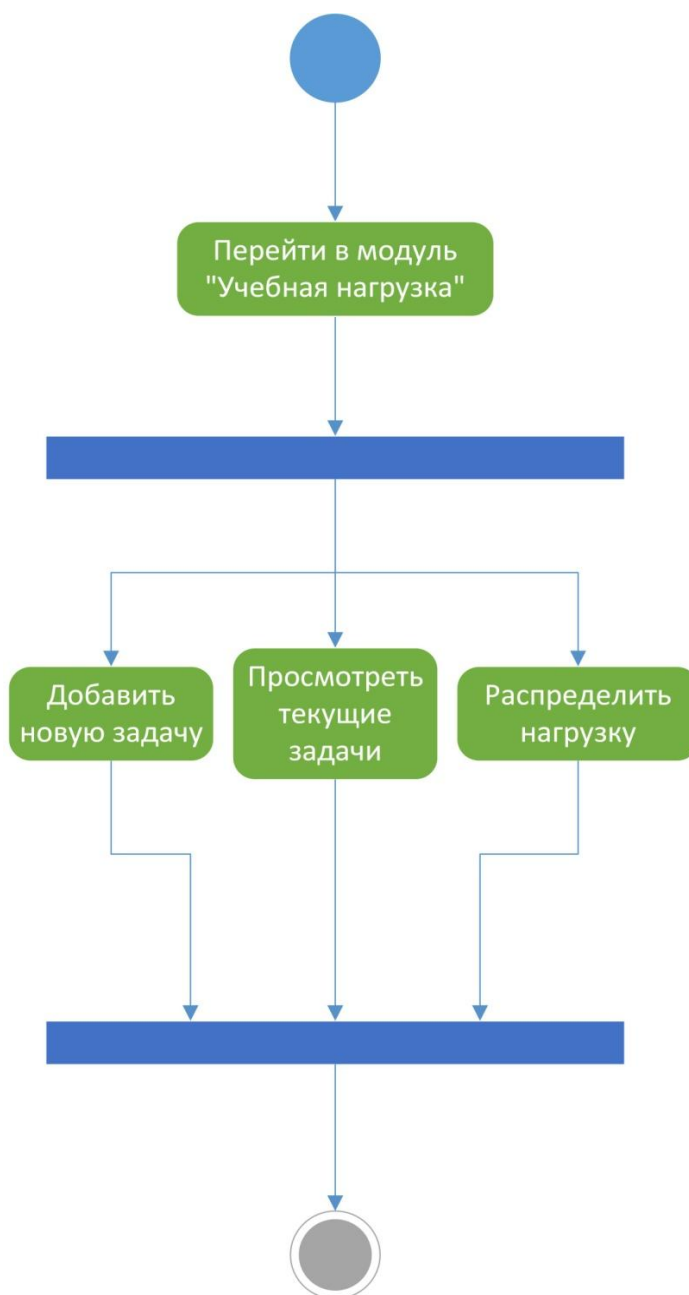 Перейти в модуль
"Учебная нагрузка"
Добавить
новую задачу
Просмотреть
текущие
задачи
Распределить
нагрузку